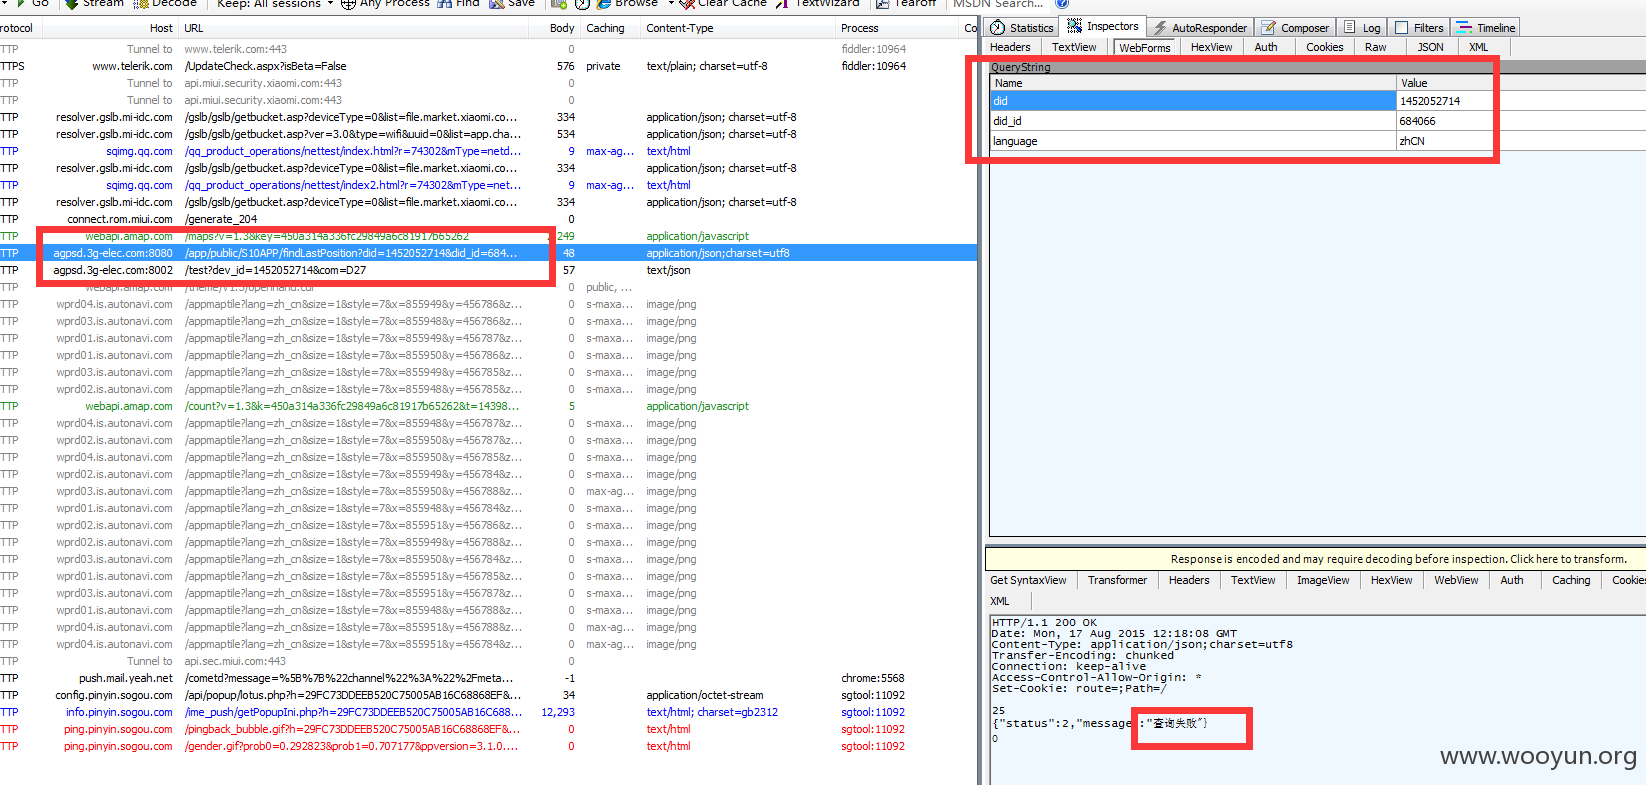 Go Stream Decode Keep: All sessions Any Process Find Save Browse Clear Cache TextWizard Tearoff MSDN Search...
Statistics Inspectors AutoResponder Composer Log Filters Timeline
Headers TextView WebForms HexView Auth Cookies Raw JSON XML
QueryString
Name Value
did 1452052714
did_id 684066
language zhCN
rotocol Host URL Body Caching Content-Type Process Co
TTP Tunnel to www.telerik.com:443 0 fiddler:10964
TTPS www.telerik.com /UpdateCheck.aspx?isBeta=False 576 private text/plain; charset=utf-8 fiddler:10964
TTP Tunnel to api.miui.security.xiaomi.com:443 0
TTP Tunnel to api.miui.security.xiaomi.com:443 0
TTP resolver.gslb.mi-idc.com /gslb/gslb/getbucket.asp?deviceType=0&list=file.market.xiaomi.co... 334 application/json; charset=utf-8
TTP resolver.gslb.mi-idc.com /gslb/gslb/getbucket.asp?ver=3.0&type=wifi&uuid=0&list=app.cha... 534 application/json; charset=utf-8
TTP sqimg.qq.com /qq_product_operations/nettest/index.html?r=74302&mType=netd... 9 max-ag... text/html
TTP resolver.gslb.mi-idc.com /gslb/gslb/getbucket.asp?deviceType=0&list=file.market.xiaomi.co... 334 application/json; charset=utf-8
TTP sqimg.qq.com /qq_product_operations/nettest/index2.html?r=74302&mType=net... 9 max-ag... text/html
TTP resolver.gslb.mi-idc.com /gslb/gslb/getbucket.asp?deviceType=0&list=file.market.xiaomi.co... 334 application/json; charset=utf-8
TTP connect.rom.miui.com /generate_204 0
TTP webapi.amap.com /maps?v=1.3&key=450a314a336fc29849a6c81917b65262 ,249 application/javascript
TTP agpsd.3g-elec.com:8080 /app/public/S10APP/findLastPosition?did=1452052714&did_id=684... 48 application/json;charset=utf8
TTP agpsd.3g-elec.com:8002 /test?dev_id=1452052714&com=D27 57 text/json
TTP webapi.amap.com /theme/v1.3/openhand.cur 0 public, ...
TTP wprd04.is.autonavi.com /appmaptile?lang=zh_cn&size=1&style=7&x=855949&y=456786&z... 0 s-maxa... image/png
TTP wprd03.is.autonavi.com /appmaptile?lang=zh_cn&size=1&style=7&x=855948&y=456786&z... 0 s-maxa... image/png
TTP wprd01.is.autonavi.com /appmaptile?lang=zh_cn&size=1&style=7&x=855949&y=456785&z... 0 s-maxa... image/png
TTP wprd01.is.autonavi.com /appmaptile?lang=zh_cn&size=1&style=7&x=855950&y=456786&z... 0 s-maxa... image/png
TTP wprd03.is.autonavi.com /appmaptile?lang=zh_cn&size=1&style=7&x=855950&y=456785&z... 0 s-maxa... image/png
TTP wprd02.is.autonavi.com /appmaptile?lang=zh_cn&size=1&style=7&x=855948&y=456785&z... 0 s-maxa... image/png
TTP webapi.amap.com /count?v=1.3&k=450a314a336fc29849a6c81917b65262&t=14398... 5 application/javascript
TTP wprd03.is.autonavi.com /appmaptile?lang=zh_cn&size=1&style=7&x=855948&y=456787&z... 0 s-maxa... image/png
TTP wprd02.is.autonavi.com /appmaptile?lang=zh_cn&size=1&style=7&x=855950&y=456787&z... 0 s-maxa... image/png
TTP wprd04.is.autonavi.com /appmaptile?lang=zh_cn&size=1&style=7&x=855950&y=456785&z... 0 s-maxa... image/png
TTP wprd02.is.autonavi.com /appmaptile?lang=zh_cn&size=1&style=7&x=855949&y=456784&z... 0 s-maxa... image/png
TTP wprd03.is.autonavi.com /appmaptile?lang=zh_cn&size=1&style=7&x=855950&y=456788&z... 0 max-ag... image/png
TTP wprd01.is.autonavi.com /appmaptile?lang=zh_cn&size=1&style=7&x=855948&y=456784&z... 0 s-maxa... image/png
TTP wprd02.is.autonavi.com /appmaptile?lang=zh_cn&size=1&style=7&x=855951&y=456786&z... 0 s-maxa... image/png
TTP wprd02.is.autonavi.com /appmaptile?lang=zh_cn&size=1&style=7&x=855949&y=456788&z... 0 s-maxa... image/png
TTP wprd03.is.autonavi.com /appmaptile?lang=zh_cn&size=1&style=7&x=855950&y=456784&z... 0 s-maxa... image/png
TTP wprd01.is.autonavi.com /appmaptile?lang=zh_cn&size=1&style=7&x=855951&y=456785&z... 0 s-maxa... image/png
TTP wprd03.is.autonavi.com /appmaptile?lang=zh_cn&size=1&style=7&x=855951&y=456787&z... 0 s-maxa... image/png
TTP wprd01.is.autonavi.com /appmaptile?lang=zh_cn&size=1&style=7&x=855948&y=456788&z... 0 s-maxa... image/png
TTP wprd04.is.autonavi.com /appmaptile?lang=zh_cn&size=1&style=7&x=855951&y=456788&z... 0 max-ag... image/png
TTP wprd04.is.autonavi.com /appmaptile?lang=zh_cn&size=1&style=7&x=855951&y=456784&z... 0 s-maxa... image/png
TTP Tunnel to api.sec.miui.com:443 0
TTP push.mail.yeah.net /cometd?message=%5B%7B%22channel%22%3A%22%2Fmeta... -1 chrome:5568
TTP config.pinyin.sogou.com /api/popup/lotus.php?h=29FC73DDEEB520C75005AB16C68868EF&... 34 application/octet-stream sgtool:11092
TTP info.pinyin.sogou.com /ime_push/getPopupIni.php?h=29FC73DDEEB520C75005AB16C688... 12,293 text/html; charset=gb2312 sgtool:11092
TTP ping.pinyin.sogou.com /pingback_bubble.gif?h=29FC73DDEEB520C75005AB16C68868EF&... 0 text/html sgtool:11092
TTP ping.pinyin.sogou.com /gender.gif?prob0=0.292823&prob1=0.707177&ppversion=3.1.0.... 0 text/html sgtool:11092
Response is encoded and may require decoding before inspection. Click here to transform.
Get SyntaxView Transformer Headers TextView ImageView HexView WebView Auth Caching Cookies
XML
HTTP/1.1 200 OK
Date: Mon, 17 Aug 2015 12:18:08 GMT
Content-Type: application/json;charset=utf8
Transfer-Encoding: chunked
Connection: keep-alive
Access-Control-Allow-Origin: *
Set-Cookie: route=;Path=/
25
{"status":2,"message":"查询失败"}
0
www.wooyun.org